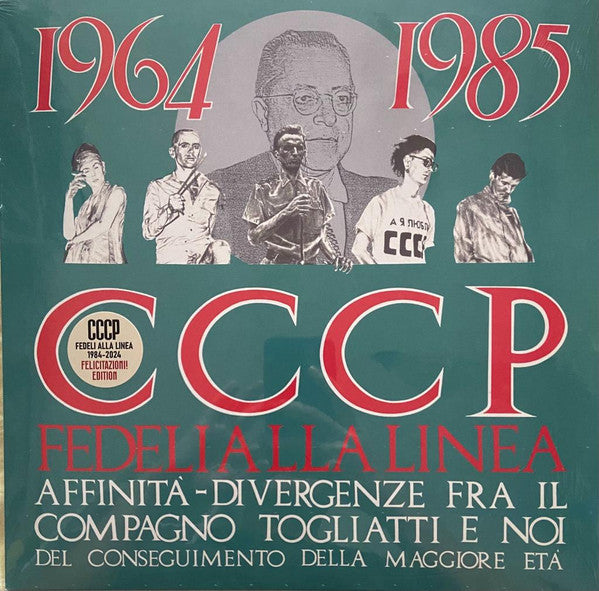 1964 1985
А Я ЛЮБЛЮ
CCCP
CCCP
CCCP
FEDELI ALLA LINEA
1984-2024
FELICITAZIONI!
EDITION
FEDELI ALLA LINEA
AFFINITÀ-DIVERGENZE FRA IL
COMPAGNO TOGLIATTI E NOI
DEL CONSEGUIMENTO DELLA MAGGIORE ETÀ